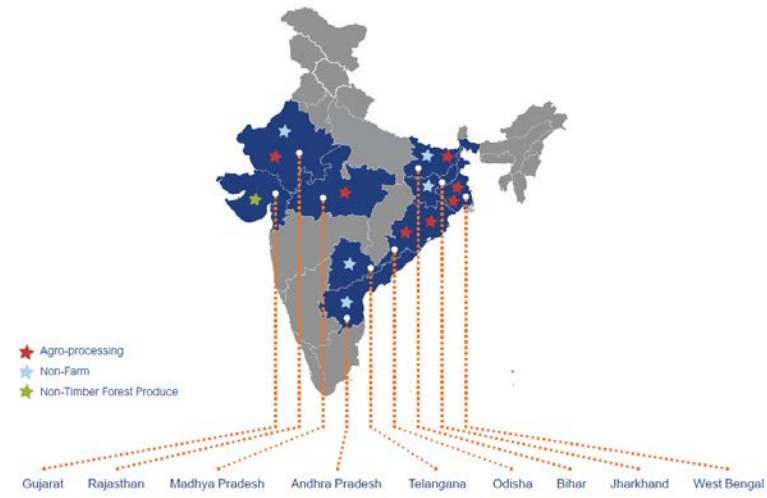 Agro-processing
Non-Farm
Non-Timber Forest Produce
Gujarat Rajasthan Madhya Pradesh Andhra Pradesh Telangana Odisha Bihar Jharkhand West Bengal